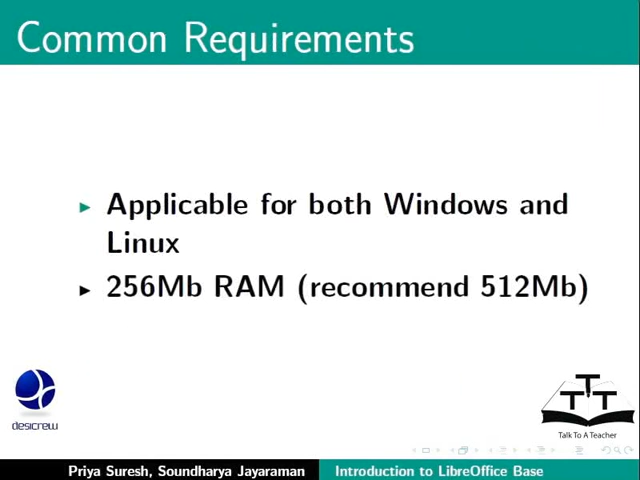 Common Requirements
Applicable for both Windows and
Linux
256Mb RAM (recommend 512Mb)
desicrew
TTT
Talk To A Teacher
Priya Suresh, Soundharya Jayaraman
Introduction to LibreOffice Base